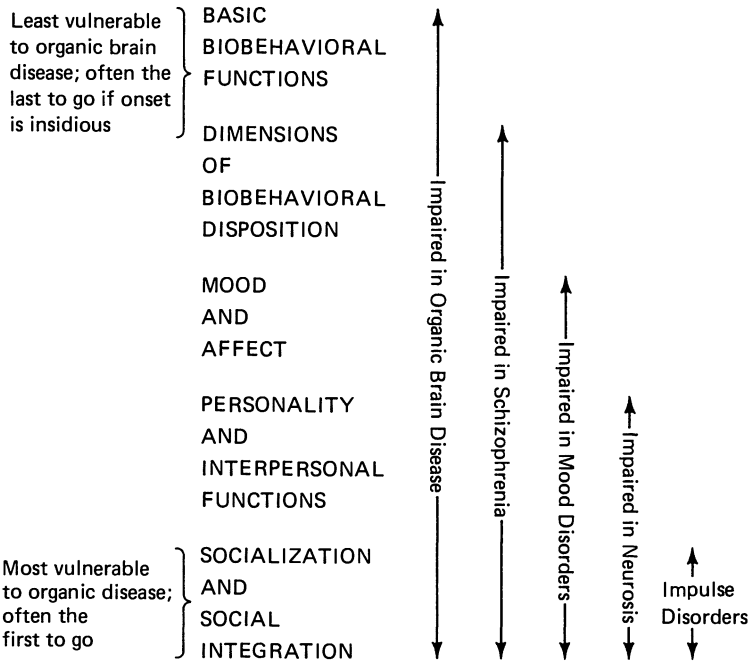 Least vulnerable
to organic brain
disease; often the
last to go if onset
is insidious
BASIC
BIOBEHAVIORAL
FUNCTIONS
DIMENSIONS
OF
BIOBEHAVIORAL
DISPOSITION
MOOD
AND
AFFECT
PERSONALITY
AND
INTERPERSONAL
FUNCTIONS
Most vulnerable
to organic disease;
often the
first to go
SOCIALIZATION
AND
SOCIAL
INTEGRATION
Impaired in Organic Brain Disease
Impaired in Schizophrenia
Impaired in Mood Disorders
Impaired in Neurosis
Impulse
Disorders